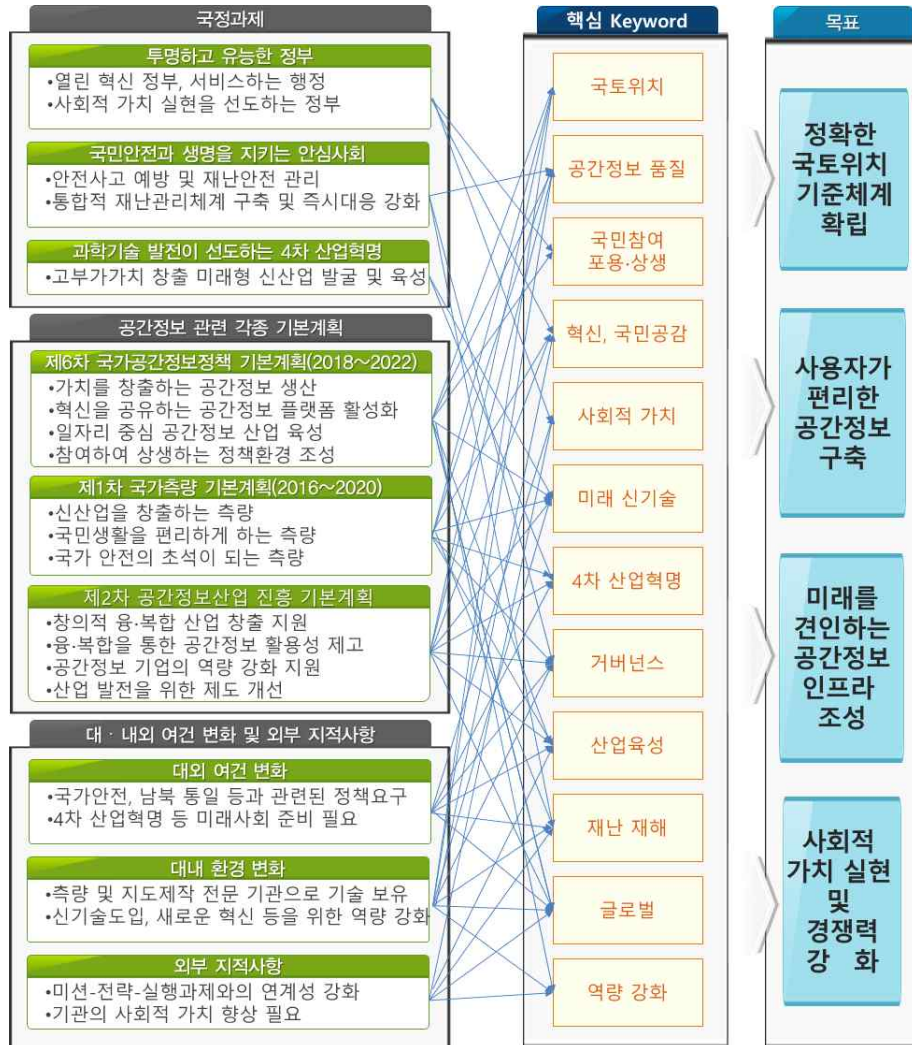 국정과제
투명하고 유능한 정부
•열린 혁신 정부, 서비스하는 행정
•사회적 가치 실현을 선도하는 정부
국민안전과 생명을 지키는 안심사회
•안전사고 예방 및 재난안전 관리
•통합적 재난관리체계 구축 및 즉시대응 강화
과학기술 발전이 선도하는 4차 산업혁명
•고부가가치 창출 미래형 신산업 발굴 및 육성
공간정보 관련 각종 기본계획
제6차 국가공간정보정책 기본계획(2018~2022)
•가치를 창출하는 공간정보 생산
•혁신을 공유하는 공간정보 플랫폼 활성화
•일자리 중심 공간정보 산업 육성
•참여하여 상생하는 정책환경 조성
제1차 국가측량 기본계획(2016~2020)
•신산업을 창출하는 측량
•국민생활을 편리하게 하는 측량
•국가 안전의 초석이 되는 측량
제2차 공간정보산업 진흥 기본계획
•창의적 융·복합 산업 창출 지원
•융·복합을 통한 공간정보 활용성 제고
•공간정보 기업의 역량 강화 지원
•산업 발전을 위한 제도 개선
대ㆍ내외 여건 변화 및 외부 지적사항
대외 여건 변화
•국가안전, 남북 통일 등과 관련된 정책요구
•4차 산업혁명 등 미래사회 준비 필요
대내 환경 변화
•측량 및 지도제작 전문 기관으로 기술 보유
•신기술도입, 새로운 혁신 등을 위한 역량 강화
외부 지적사항
•미션-전략-실행과제와의 연계성 강화
•기관의 사회적 가치 향상 필요
핵심 Keyword
국토위치
공간정보 품질
국민참여
포용·상생
혁신, 국민공감
사회적 가치
미래 신기술
4차 산업혁명
거버넌스
산업육성
재난 재해
글로벌
역량 강화
목표
정확한
국토위치
기준체계
확립
사용자가
편리한
공간정보
구축
미래를
견인하는
공간정보
인프라
조성
사회적
가치 실현
및
경쟁력
강 화